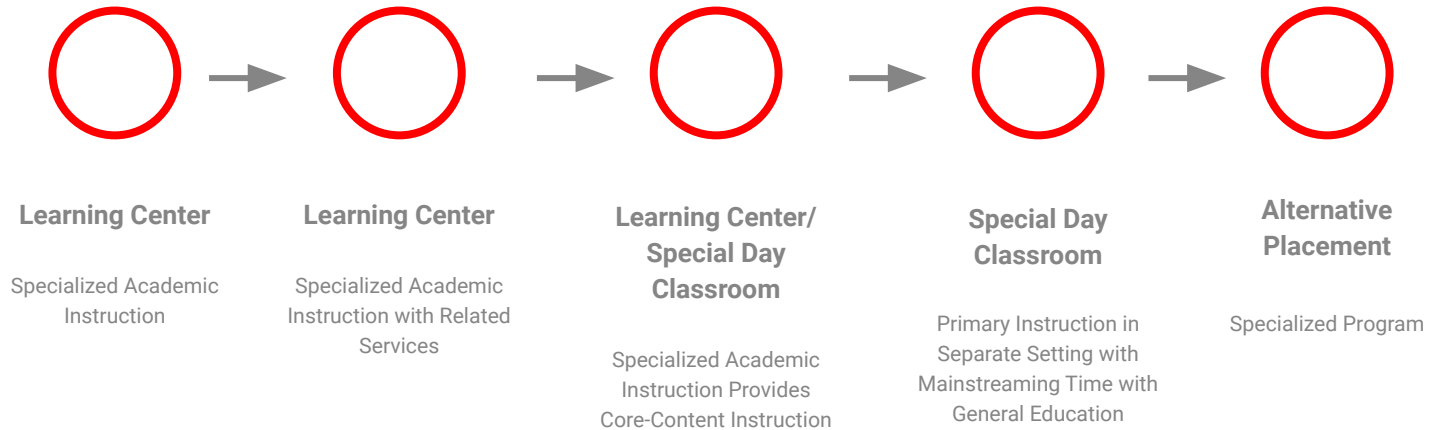 Learning Center
Specialized Academic
Instruction
Learning Center
Specialized Academic
Instruction with Related
Services
Learning Center/
Special Day
Classroom
Specialized Academic
Instruction Provides
Core-Content Instruction
Special Day
Classroom
Primary Instruction in
Separate Setting with
Mainstreaming Time with
General Education
Alternative
Placement
Specialized Program